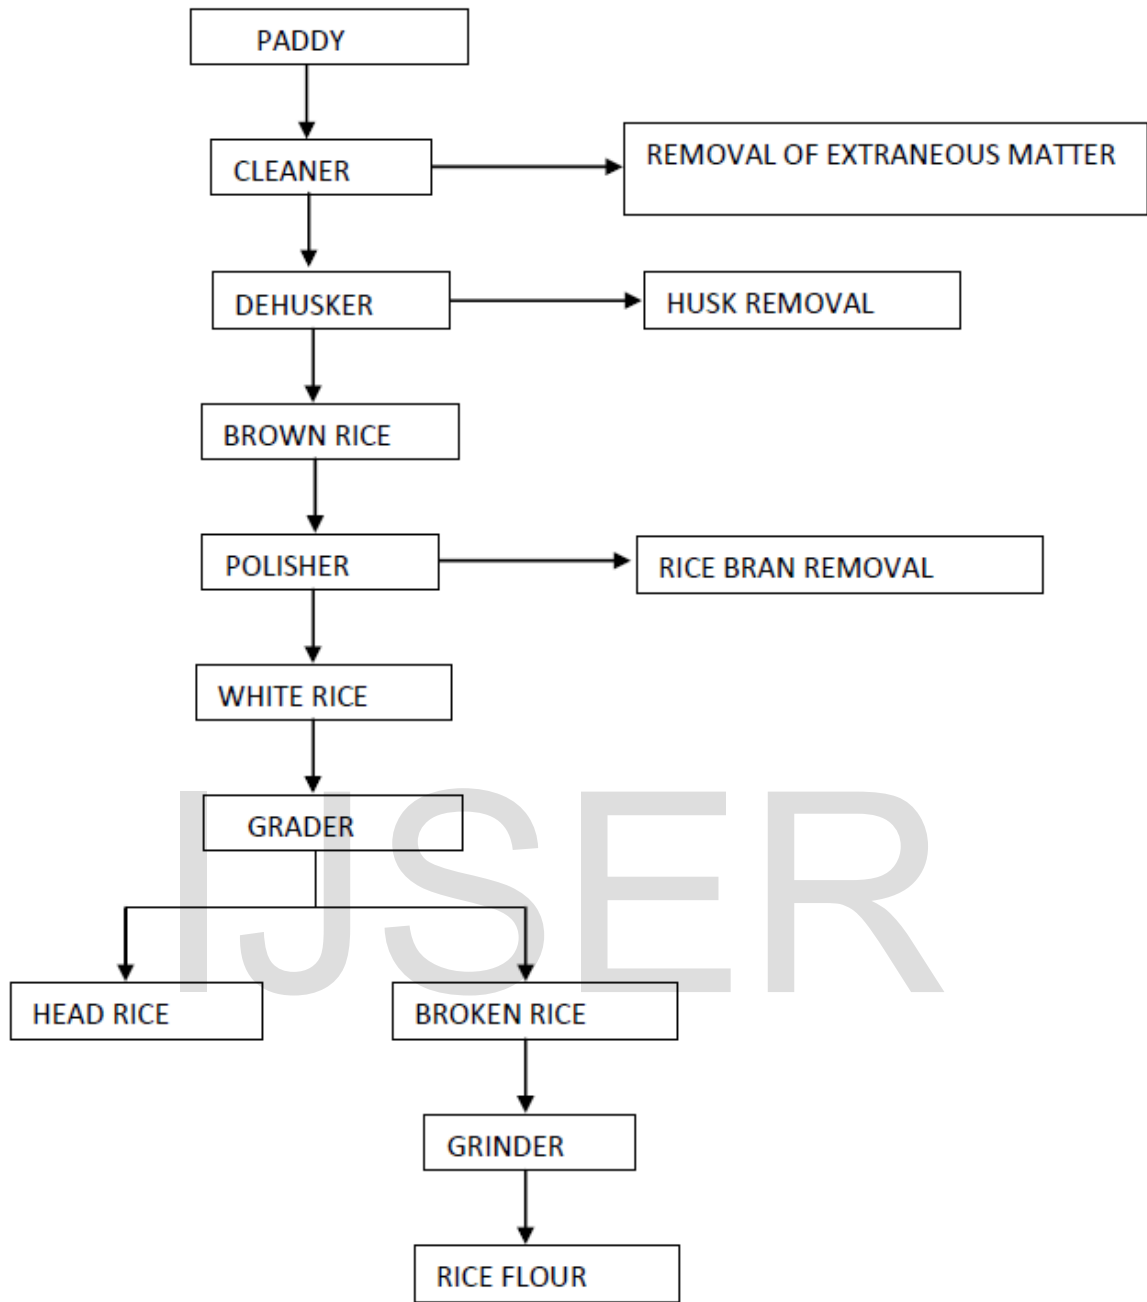 PADDY
CLEANER
REMOVAL OF EXTRANEOUS MATTER
DEHUSKER
HUSK REMOVAL
BROWN RICE
POLISHER
RICE BRAN REMOVAL
WHITE RICE
GRADER
IJSER
HEAD RICE
BROKEN RICE
GRINDER
RICE FLOUR